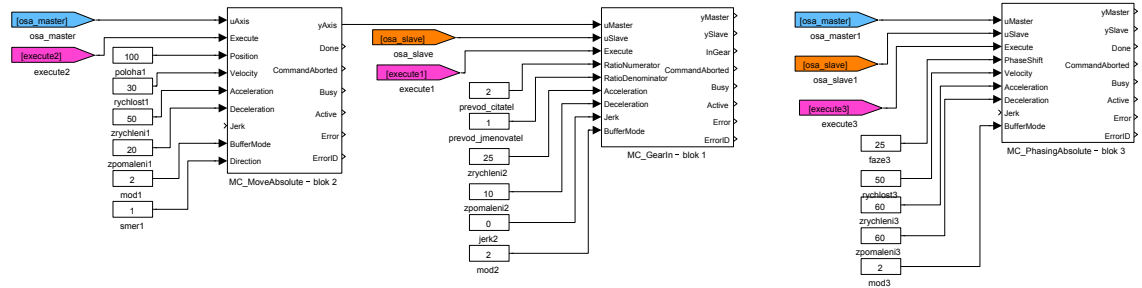 [osa_master]
osa_master
[execute2]
execute2
100
poloha1
30
rychlost1
50
zrychleni1
20
zpomaleni1
2
mod1
1
smer1
uAxis
Execute
Position
Velocity
Acceleration
Deceleration
Jerk
BufferMode
Direction
yAxis
Done
CommandAborted
Busy
Active
Error
ErrorID
MC_MoveAbsolute − blok 2
[osa_slave]
osa_slave
[execute1]
execute1
2
prevod_citatel
1
prevod_jmenovatel
25
zrychleni2
10
zpomaleni2
0
jerk2
2
mod2
uMaster
uSlave
Execute
RatioNumerator
RatioDenominator
Acceleration
Deceleration
Jerk
BufferMode
yMaster
ySlave
InGear
CommandAborted
Busy
Active
Error
ErrorID
MC_GearIn − blok 1
[osa_master]
osa_master1
[osa_slave]
osa_slave1
[execute3]
execute3
25
faze3
50
rychlost3
60
zrychleni3
60
zpomaleni3
2
mod3
uMaster
uSlave
Execute
PhaseShift
Velocity
Acceleration
Deceleration
Jerk
BufferMode
yMaster
ySlave
Done
CommandAborted
Busy
Active
Error
ErrorID
MC_PhasingAbsolute − blok 3